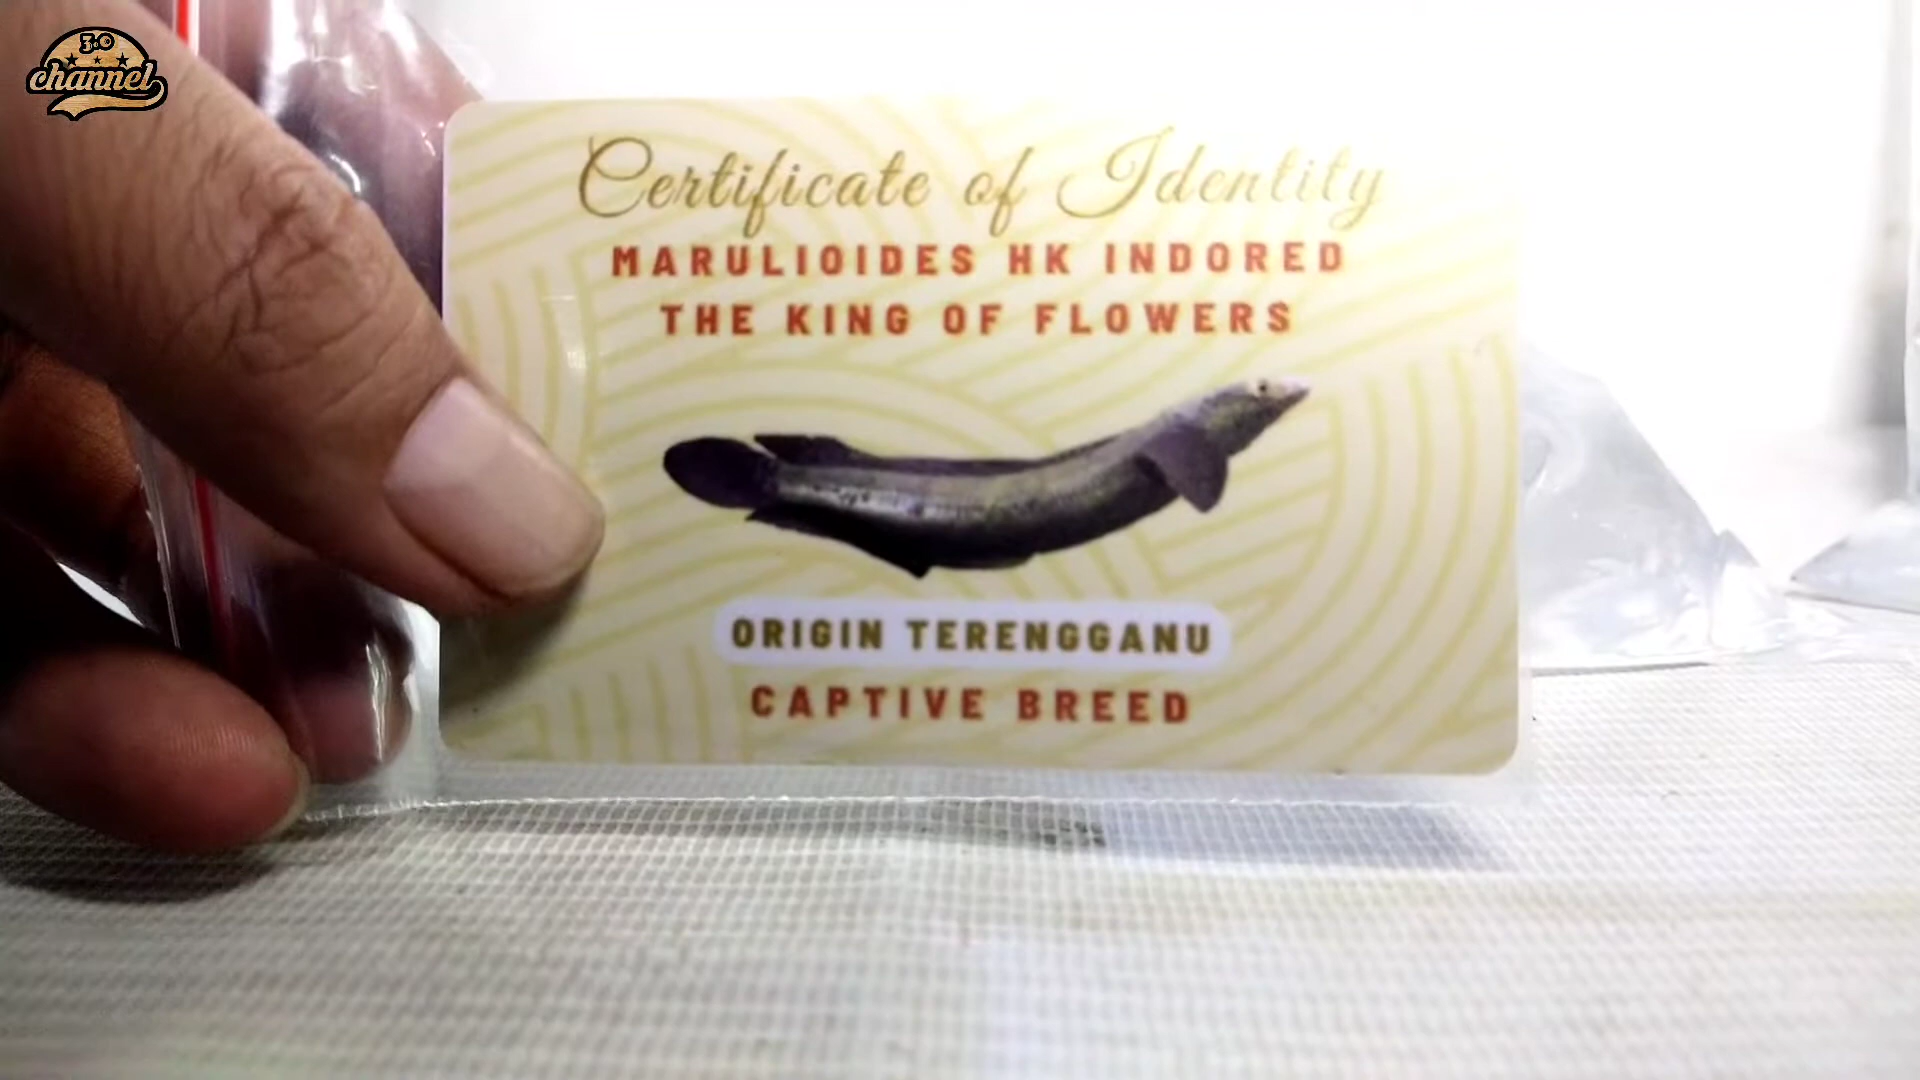 3.0
channel
Certificate of Identity
MARULIOIDES HK INDORED
THE KING OF FLOWERS
ORIGIN TERENGGANU
CAPTIVE BREED